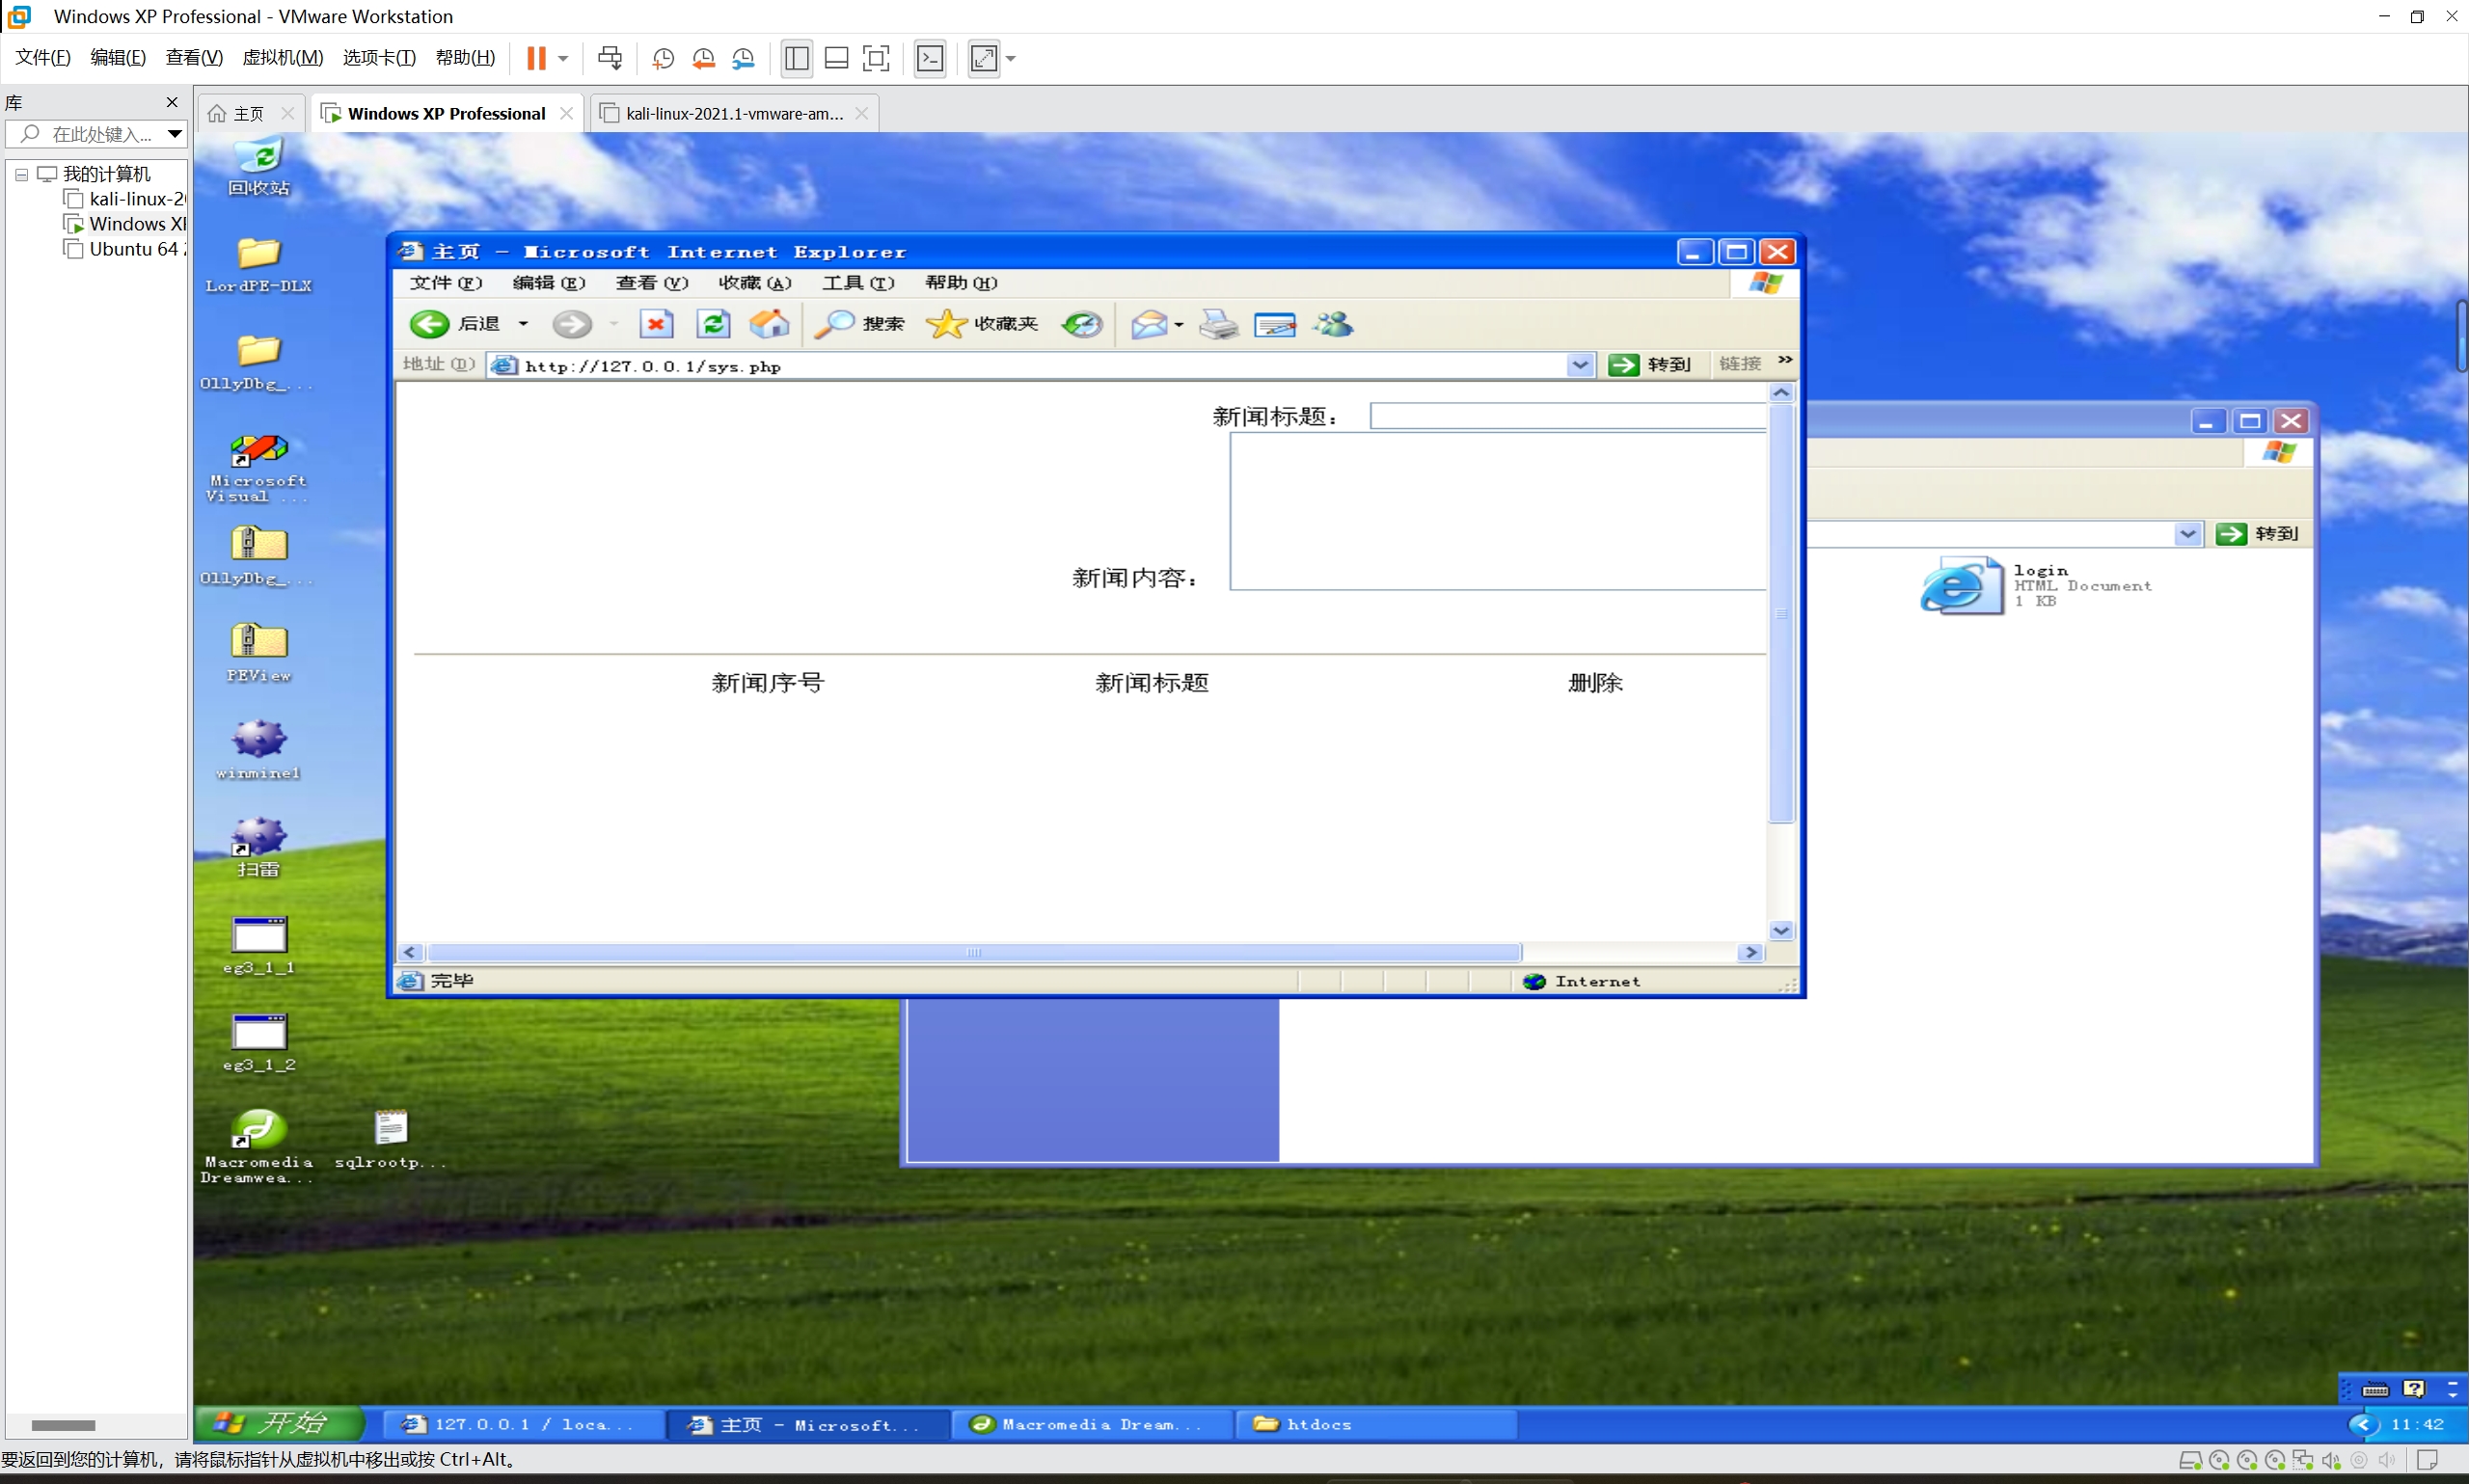 Windows XP Professional - VMware Workstation
文件(F) 编辑(E) 查看(V) 虚拟机(M) 选项卡(T) 帮助(H)
库
在此处键入...
我的计算机
kali-linux-2
Windows X
Ubuntu 64
主页
Windows XP Professional
kali-linux-2021.1-vmware-am...
回收站
LordPE-DLX
OllyDbg_...
Microsoft
Visual ...
OllyDbg_...
PEView
winmine1
扫雷
eg3_1_1
eg3_1_2
Macromedia
Dreamwea...
sqlrootp...
主页 - Microsoft Internet Explorer
文件(F) 编辑(E) 查看(V) 收藏(A) 工具(T) 帮助(H)
后退 搜索 收藏夹
地址(D) http://127.0.0.1/sys.php 转到 链接 »
新闻标题：
新闻内容：
新闻序号 新闻标题 删除
完毕 Internet
转到
login
HTML Document
1 KB
开始 127.0.0.1 / loca... 主页 - Microsoft... Macromedia Dream... htdocs 11:42
要返回到您的计算机，请将鼠标指针从虚拟机中移出或按 Ctrl+Alt。